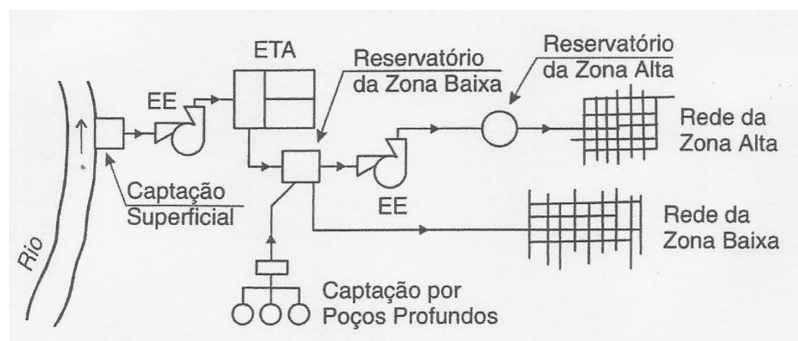 ETA
EE
Reservatório
da Zona Baixa
Reservatório
da Zona Alta
Rede da
Zona Alta
Captação
Superficial
EE
Rede da
Zona Baixa
Rio
Captação por
Poços Profundos